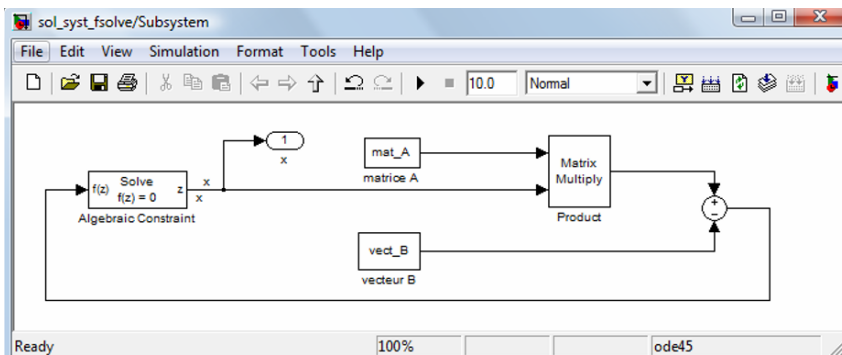 sol_syst_fsolve/Subsystem
File Edit View Simulation Format Tools Help
10.0 Normal
1
x
mat_A
matrice A
Matrix
Multiply
Product
f(z) Solve z
f(z) = 0
Algebraic Constraint
x
x
+
−
vect_B
vecteur B
Ready 100% ode45